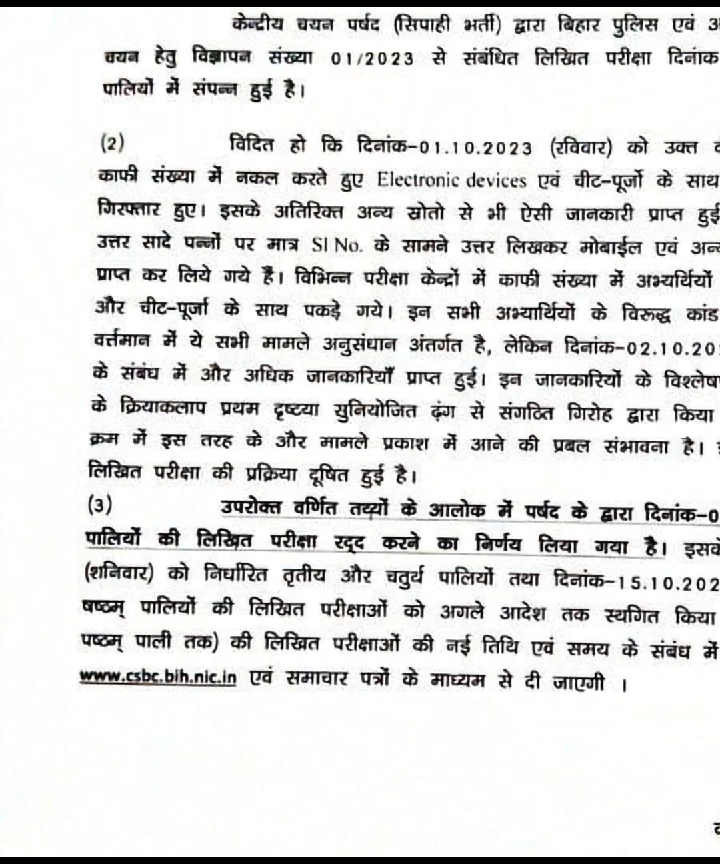 केन्द्रीय चयन पर्षद (सिपाही भर्ती) द्वारा बिहार पुलिस एवं
चयन हेतु विज्ञापन संख्या 01/2023 से संबंधित लिखित परीक्षा दिनांक
पालियों में संपन्न हुई है।
(2) विदित हो कि दिनांक-01.10.2023 (रविवार) को उक्त
काफी संख्या में नकल करते हुए Electronic devices एवं चीट-पूर्जो के साथ
गिरफ्तार हुए। इसके अतिरिक्त अन्य स्रोतो से भी ऐसी जानकारी प्राप्त हुई
उत्तर सादे पन्नों पर मात्र Sl No. के सामने उत्तर लिखकर मोबाईल एवं
प्राप्त कर लिये गये हैं। विभिन्न परीक्षा केन्द्रों में काफी संख्या में अभ्यर्थियों
और चीट-पूर्जा के साथ पकड़े गये। इन सभी अभ्यार्थियों के विरूद्ध कांड
वर्त्तमान में ये सभी मामले अनुसंधान अंतर्गत है, लेकिन दिनांक-02.10.20
के संबंध में और अधिक जानकारियाँ प्राप्त हुई। इन जानकारियों के
के क्रियाकलाप प्रथम दृष्टया सुनियोजित ढ़ंग से संगठित गिरोह द्वारा किया
क्रम में इस तरह के और मामले प्रकाश में आने की प्रबल संभावना है।
लिखित परीक्षा की प्रक्रिया दूषित हुई है।
(3) उपरोक्त वर्णित तथ्यों के आलोक में पर्षद के द्वारा दिनांक-0
पालियों की लिखित परीक्षा रद्द करने का निर्णय लिया गया है। इसके
(शनिवार) को निर्धारित तृतीय और चतुर्थ पालियों तथा दिनांक-15.10.202
षष्ठम् पालियों की लिखित परीक्षाओं को अगले आदेश तक स्थगित किया
षष्ठम् पाली तक) की लिखित परीक्षाओं की नई तिथि एवं समय के संबंध में
www.csbc.bih.nic.in एवं समाचार पत्रों के माध्यम से दी जाएगी ।